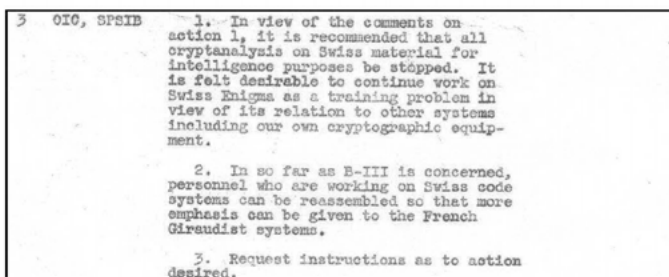 3 OIC, SPSIB 1. In view of the comments on
action 1, it is recommended that all
cryptanalysis on Swiss material for
intelligence purposes be stopped. It
is felt desirable to continue work on
Swiss Enigma as a training problem in
view of its relation to other systems
including our own cryptographic equip-
ment.
2. In so far as B-III is concerned,
personnel who are working on Swiss code
systems can be reassembled so that more
emphasis can be given to the French
Giraudist systems.
3. Request instructions as to action
desired.